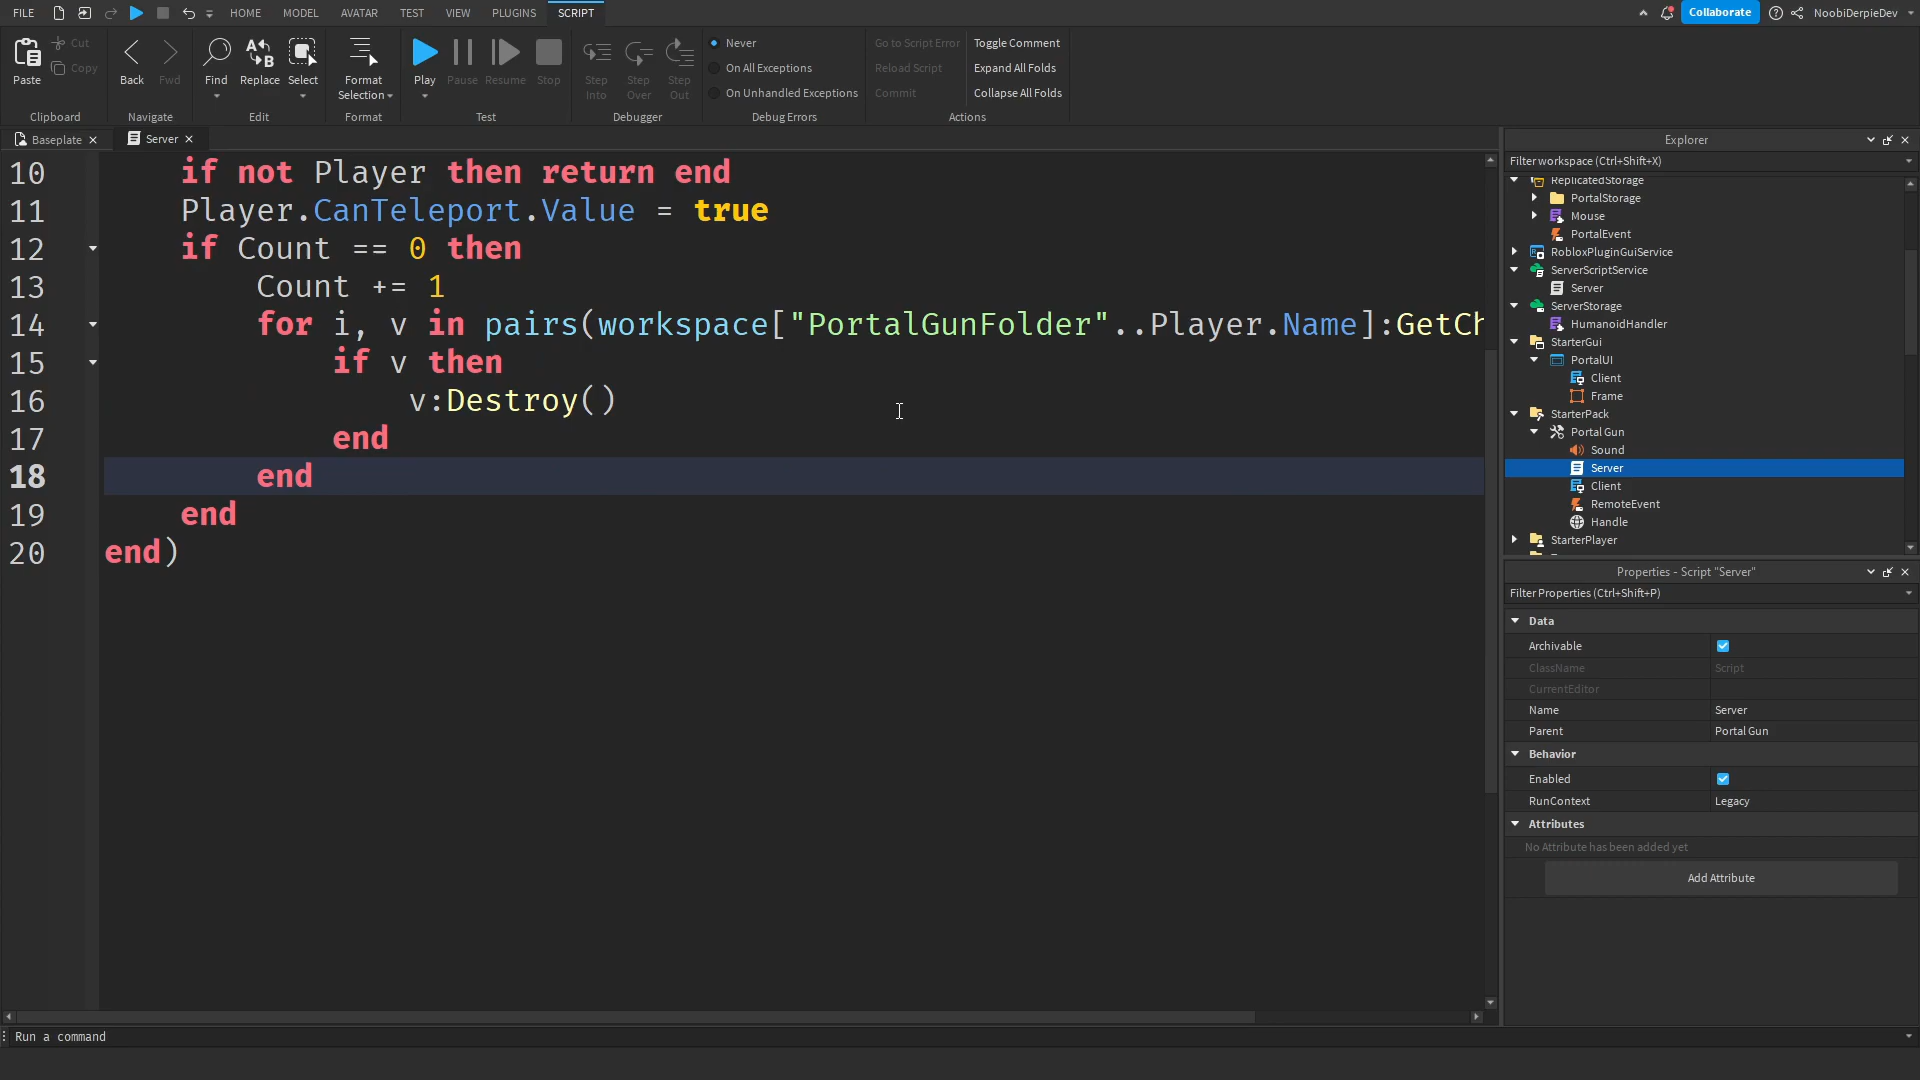 FILE HOME MODEL AVATAR TEST VIEW PLUGINS SCRIPT Collaborate NoobiDerpieDev
Paste Cut Copy Back Fwd Find Replace Select Format Selection Play Pause Resume Stop Step Into Step Over Step Out
Never
On All Exceptions
On Unhandled Exceptions
Go to Script Error
Reload Script
Commit
Toggle Comment
Expand All Folds
Collapse All Folds
Clipboard Navigate Edit Format Test Debugger Debug Errors Actions
Baseplate Server
10 if not Player then return end
11 Player.CanTeleport.Value = true
12 if Count == 0 then
13 Count += 1
14 for i, v in pairs(workspace["PortalGunFolder"..Player.Name]:GetCh
15 if v then
16 v:Destroy()
17 end
18 end
19 end
20 end)
Run a command
Explorer
Filter workspace (Ctrl+Shift+X)
ReplicatedStorage
PortalStorage
Mouse
PortalEvent
RobloxPluginGuiService
ServerScriptService
Server
ServerStorage
HumanoidHandler
StarterGui
PortalUI
Client
Frame
StarterPack
Portal Gun
Sound
Server
Client
RemoteEvent
Handle
StarterPlayer
Properties - Script "Server"
Filter Properties (Ctrl+Shift+P)
Data
Archivable
ClassName Script
CurrentEditor
Name Server
Parent Portal Gun
Behavior
Enabled
RunContext Legacy
Attributes
No Attribute has been added yet
Add Attribute